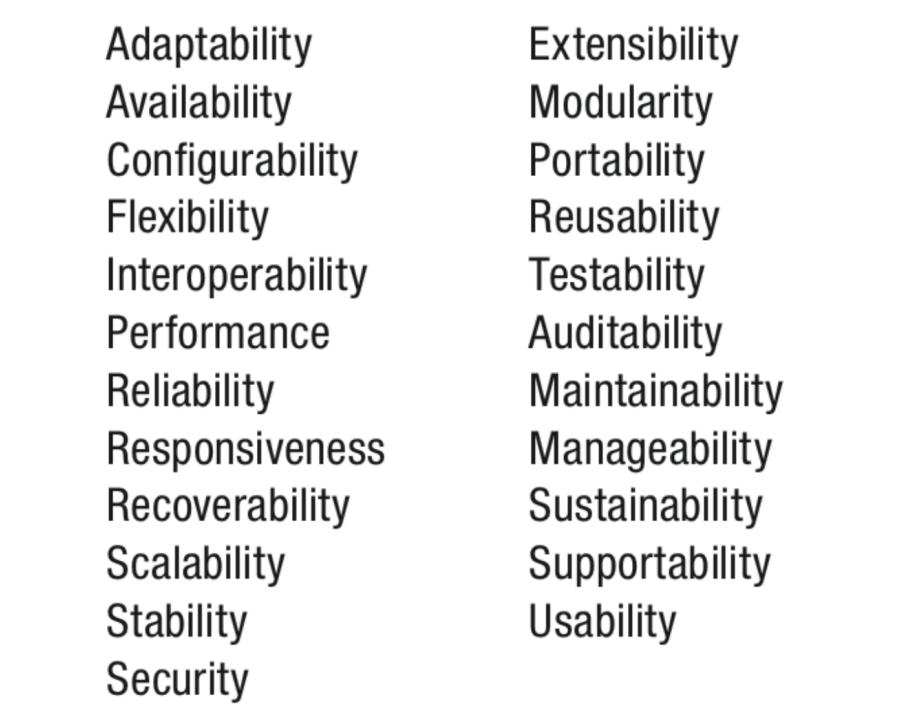 Adaptability
Availability
Configurability
Flexibility
Interoperability
Performance
Reliability
Responsiveness
Recoverability
Scalability
Stability
Security
Extensibility
Modularity
Portability
Reusability
Testability
Auditability
Maintainability
Manageability
Sustainability
Supportability
Usability